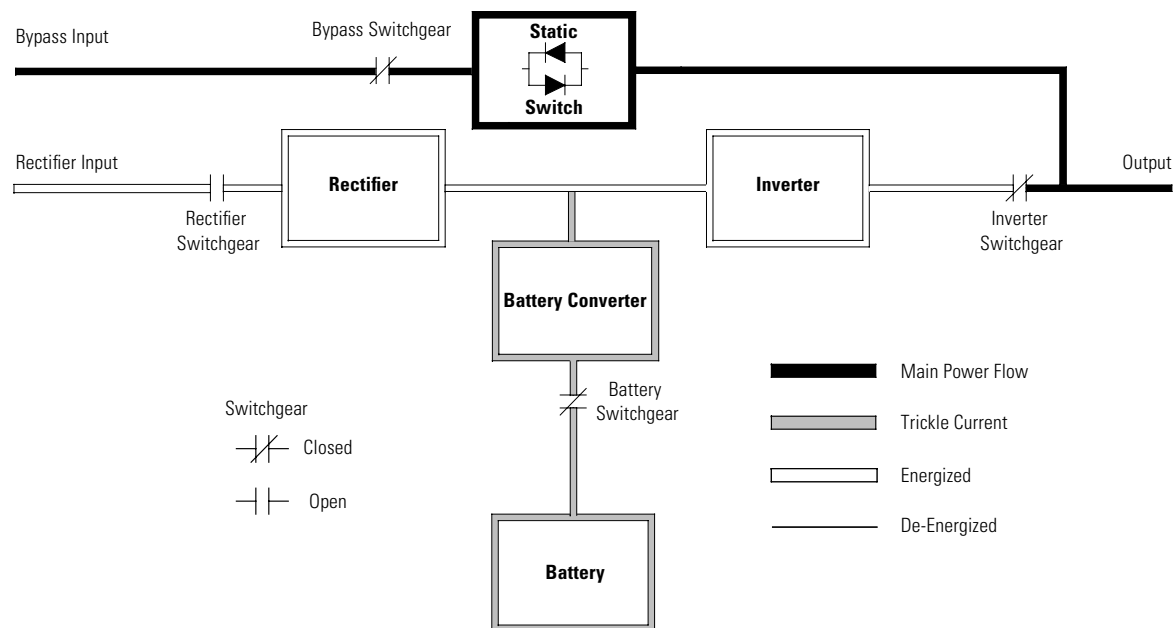 Bypass Input
Bypass Switchgear
Static
Switch
Rectifier Input
Rectifier
Switchgear
Rectifier
Inverter
Inverter
Switchgear
Output
Battery Converter
Battery
Switchgear
Battery
Switchgear
Closed
Open
Main Power Flow
Trickle Current
Energized
De-Energized